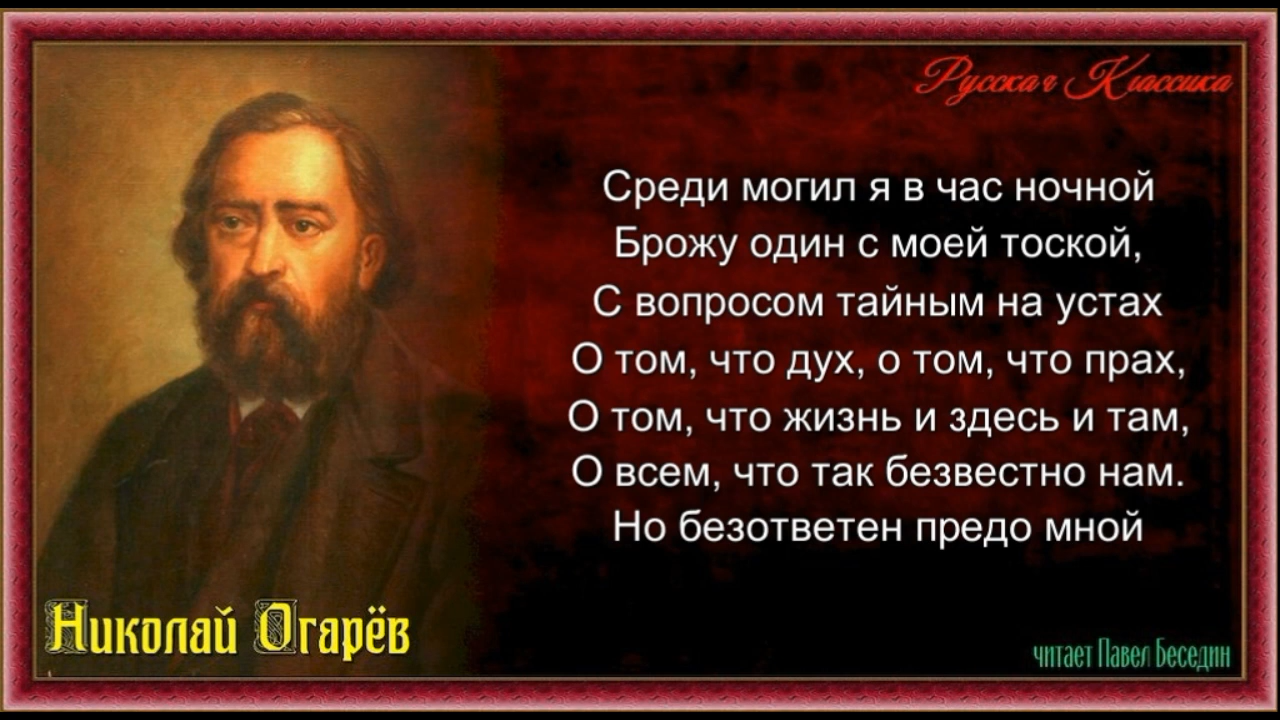 Русская Классика
Среди могил я в час ночной
Брожу один с моей тоской,
С вопросом тайным на устах
О том, что дух, о том, что прах,
О том, что жизнь и здесь и там,
О всем, что так безвестно нам.
Но безответен предо мной
Николай Огарёв
читает Павел Беседин